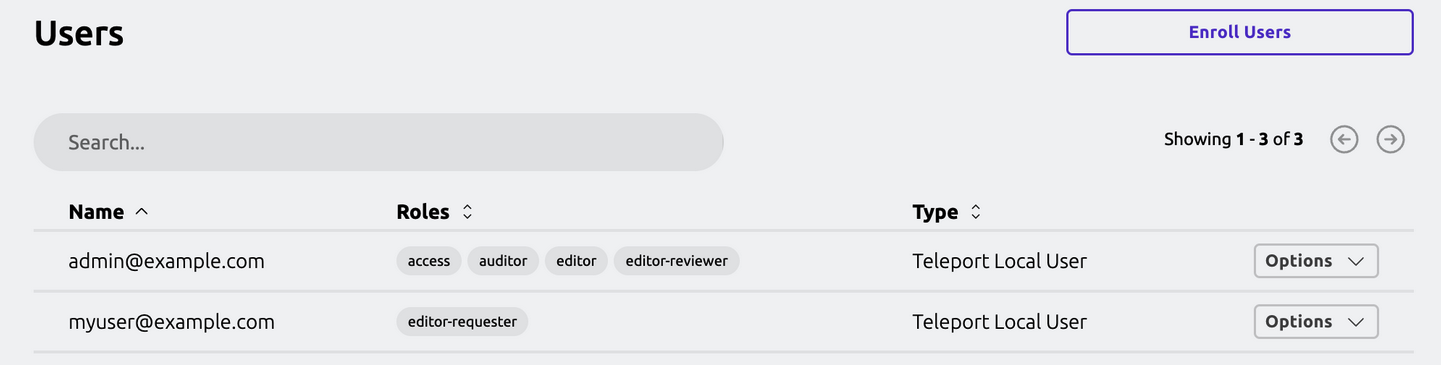 Users
Enroll Users
Search...
Showing 1 - 3 of 3
Name Roles Type
admin@example.com access auditor editor editor-reviewer Teleport Local User Options
myuser@example.com editor-requester Teleport Local User Options